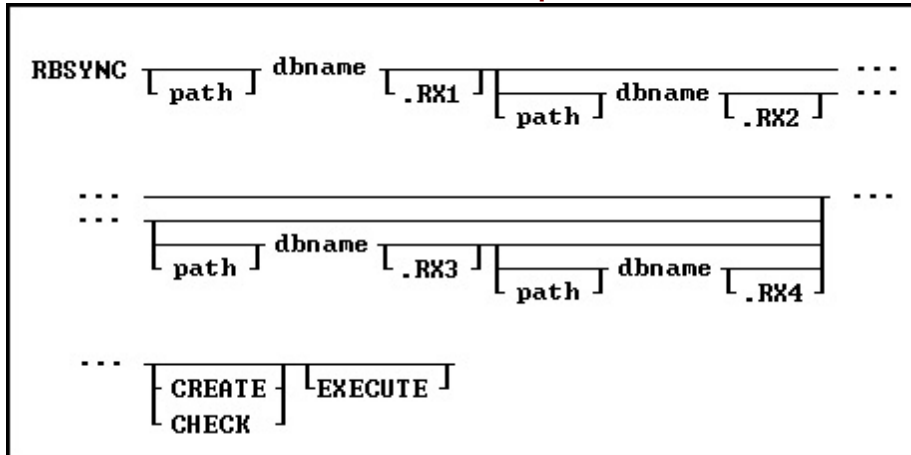 RBSYNC path dbname .RX1 path dbname .RX2 ... ...
... ... path dbname .RX3 path dbname .RX4 ...
... CREATE CHECK EXECUTE